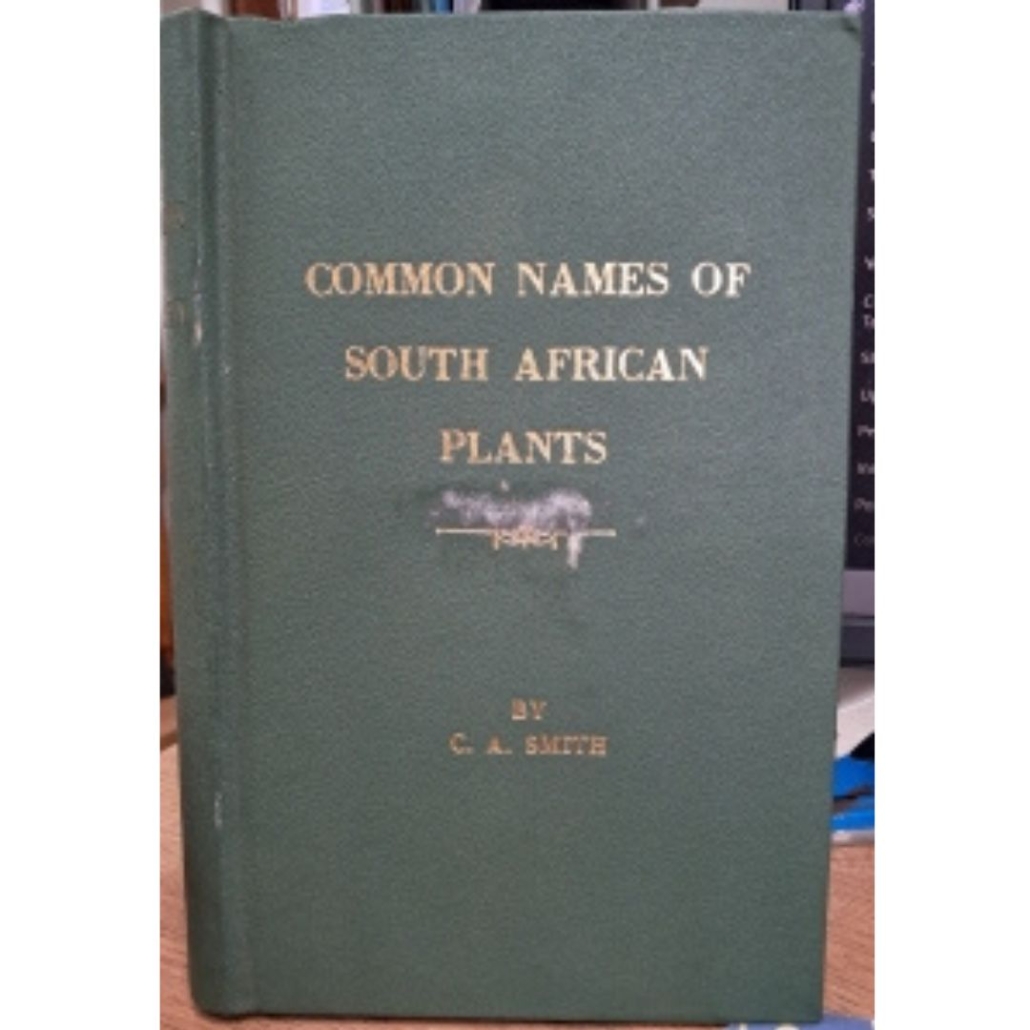 COMMON NAMES OF
SOUTH AFRICAN
PLANTS
BY
C. A. SMITH